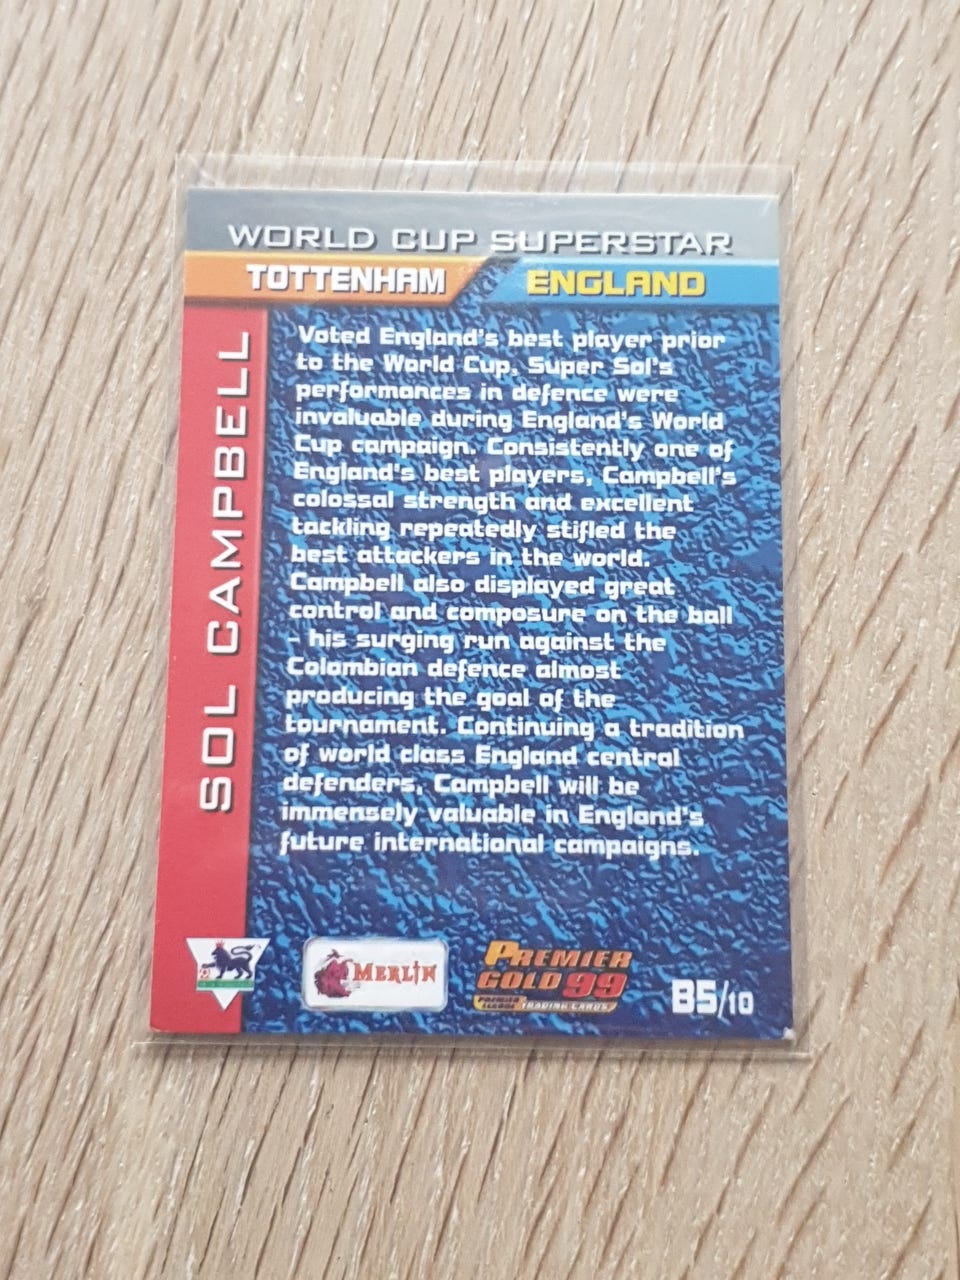 WORLD CUP SUPERSTAR
TOTTENHAM
ENGLAND
SOL CAMPBELL
Voted England's best player prior
to the World Cup, Super Sol's
performances in defence were
invaluable during England's World
Cup campaign. Consistently one of
England's best players, Campbell's
colossal strength and excellent
tackling repeatedly stifled the
best attackers in the world.
Campbell also displayed great
control and composure on the ball
- his surging run against the
Colombian defence almost
producing the goal of the
tournament. Continuing a tradition
of world class England central
defenders, Campbell will be
immensely valuable in England's
future international campaigns.
MERLIN
PREMIER
GOLD 99
PREMIER LEAGUE TRADING CARDS
B5/10